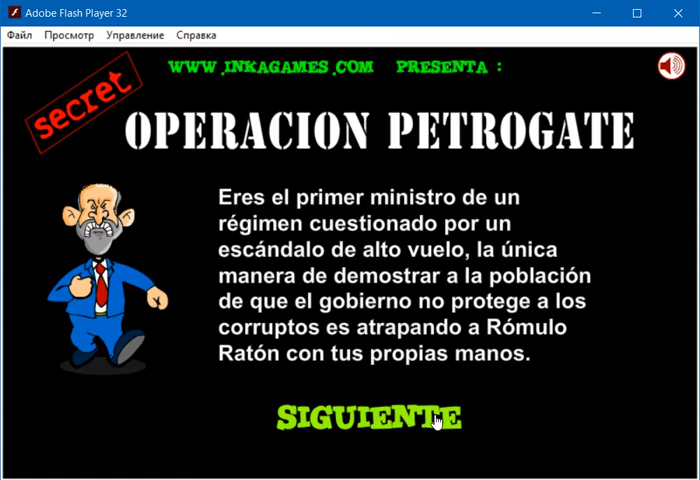 Adobe Flash Player 32
Файл Просмотр Управление Справка
WWW.INKAGAMES.COM PRESENTA :
secret
OPERACION PETROGATE
Eres el primer ministro de un
régimen cuestionado por un
escándalo de alto vuelo, la única
manera de demostrar a la población
de que el gobierno no protege a los
corruptos es atrapando a Rómulo
Ratón con tus propias manos.
SIGUIENTE